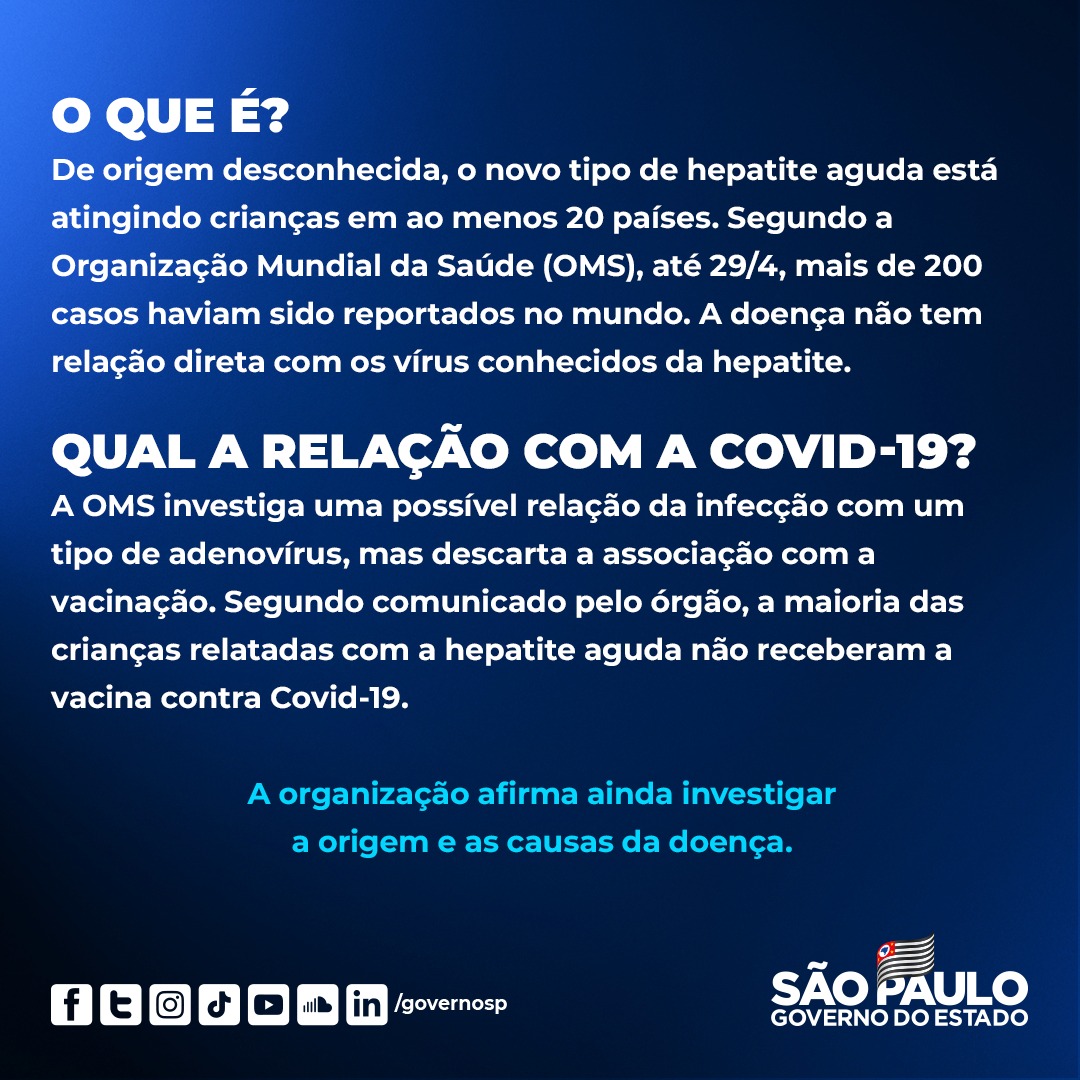 O QUE É?
De origem desconhecida, o novo tipo de hepatite aguda está
atingindo crianças em ao menos 20 países. Segundo a
Organização Mundial da Saúde (OMS), até 29/4, mais de 200
casos haviam sido reportados no mundo. A doença não tem
relação direta com os vírus conhecidos da hepatite.
QUAL A RELAÇÃO COM A COVID-19?
A OMS investiga uma possível relação da infecção com um
tipo de adenovírus, mas descarta a associação com a
vacinação. Segundo comunicado pelo órgão, a maioria das
crianças relatadas com a hepatite aguda não receberam a
vacina contra Covid-19.
A organização afirma ainda investigar
a origem e as causas da doença.
/governosp
SÃO PAULO
GOVERNO DO ESTADO